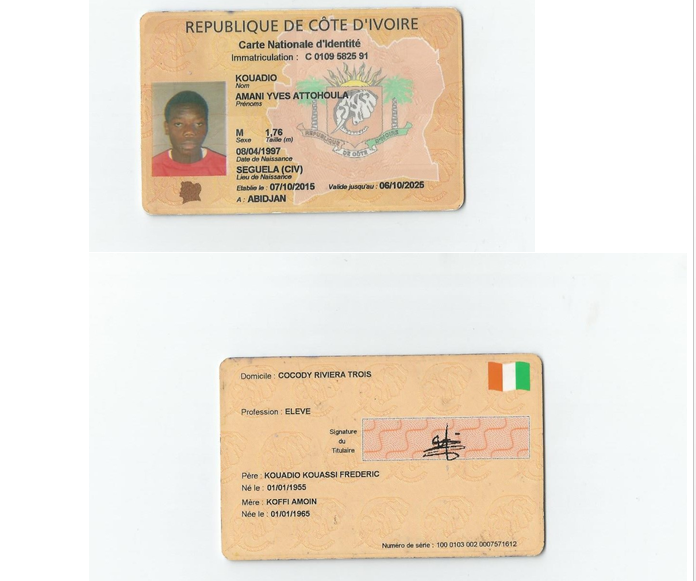 REPUBLIQUE DE CÔTE D'IVOIRE
Carte Nationale d'Identité
Immatriculation : C 0109 5825 91
KOUADIO
Nom
AMANI YVES ATTOHOULA
Prénoms
M 1,76
Sexe Taille (m)
08/04/1997
Date de Naissance
SEGUELA (CIV)
Lieu de Naissance
Etablie le : 07/10/2015 Valide jusqu'au : 06/10/2025
A : ABIDJAN
REPUBLIQUE DE CÔTE D'IVOIRE
Domicile : COCODY RIVIERA TROIS
Profession : ELEVE
Signature
du
Titulaire
Père : KOUADIO KOUASSI FREDERIC
Né le : 01/01/1955
Mère : KOFFI AMOIN
Née le : 01/01/1965
Numéro de série : 100 0103 002 0007571612